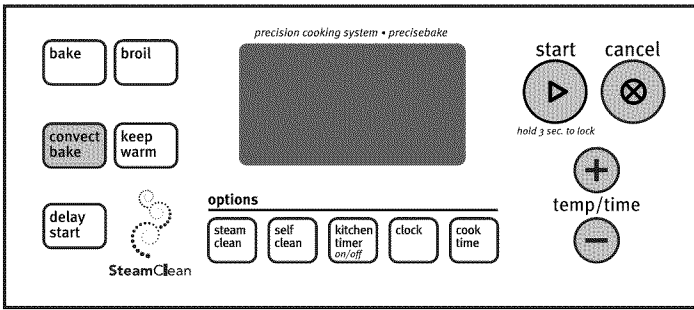 precision cooking system • precisebake
bake
broil
convect
bake
keep
warm
delay
start
SteamClean
options
steam
clean
self
clean
kitchen
timer
on/off
clock
cook
time
start
cancel
hold 3 sec. to lock
temp/time